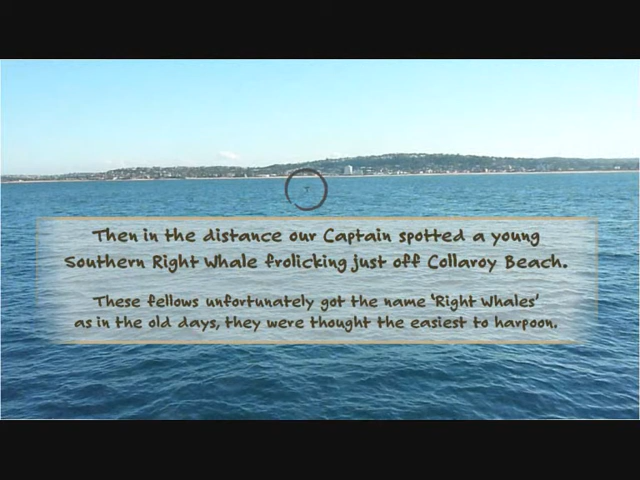 Then in the distance our Captain spotted a young
Southern Right Whale frolicking just off Collaroy Beach.
These fellows unfortunately got the name 'Right Whales'
as in the old days, they were thought the easiest to harpoon.